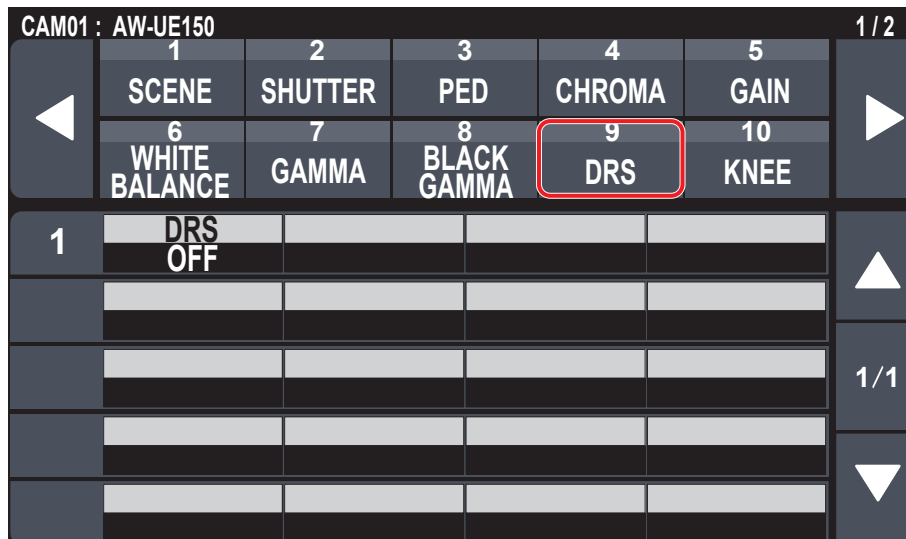 CAM01 : AW-UE150 1 / 2
1 2 3 4 5
SCENE SHUTTER PED CHROMA GAIN
6 7 8 9 10
WHITE BALANCE GAMMA BLACK GAMMA DRS KNEE
1 DRS
OFF
1/1